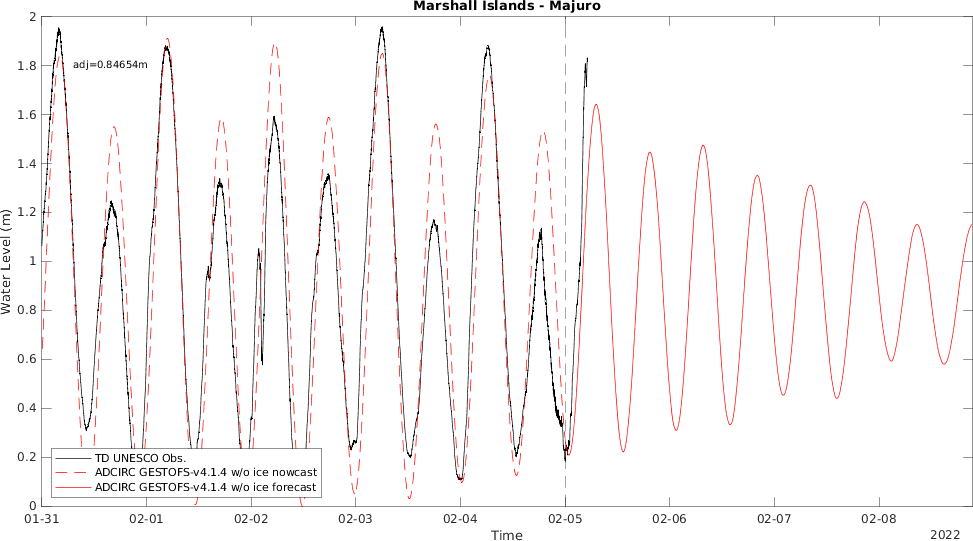 Marshall Islands - Majuro
adj=0.84654m
2
1.8
1.6
1.4
1.2
1
0.8
0.6
0.4
0.2
0
Water Level (m)
TD UNESCO Obs.
ADCIRC GESTOFS-v4.1.4 w/o ice nowcast
ADCIRC GESTOFS-v4.1.4 w/o ice forecast
01-31 02-01 02-02 02-03 02-04 02-05 02-06 02-07 02-08
Time
2022